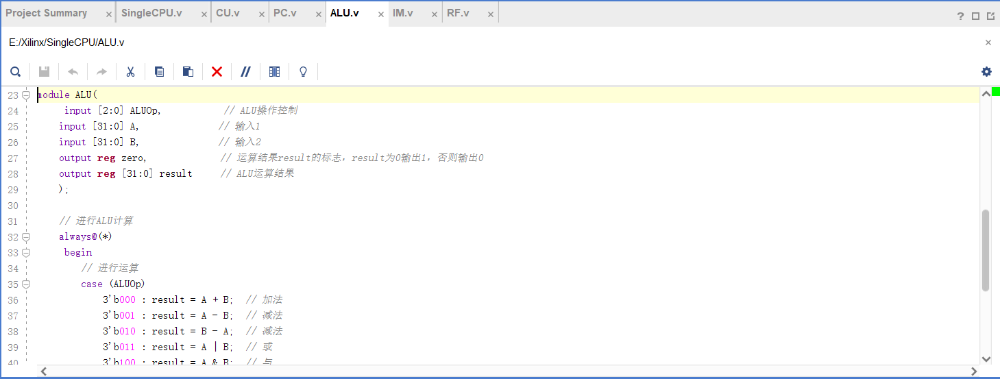 Project Summary × SingleCPU.v × CU.v × PC.v × ALU.v × IM.v × RF.v ×
?
E:/Xilinx/SingleCPU/ALU.v ×
23 module ALU(
24 input [2:0] ALUOp, // ALU操作控制
25 input [31:0] A, // 输入1
26 input [31:0] B, // 输入2
27 output reg zero, // 运算结果result的标志，result为0输出1，否则输出0
28 output reg [31:0] result // ALU运算结果
29 );
30
31 // 进行ALU计算
32 always@(*)
33 begin
34 // 进行运算
35 case (ALUOp)
36 3'b000 : result = A + B; // 加法
37 3'b001 : result = A - B; // 减法
38 3'b010 : result = B - A; // 减法
39 3'b011 : result = A | B; // 或
40 3'b100 : result = A & B; // 与